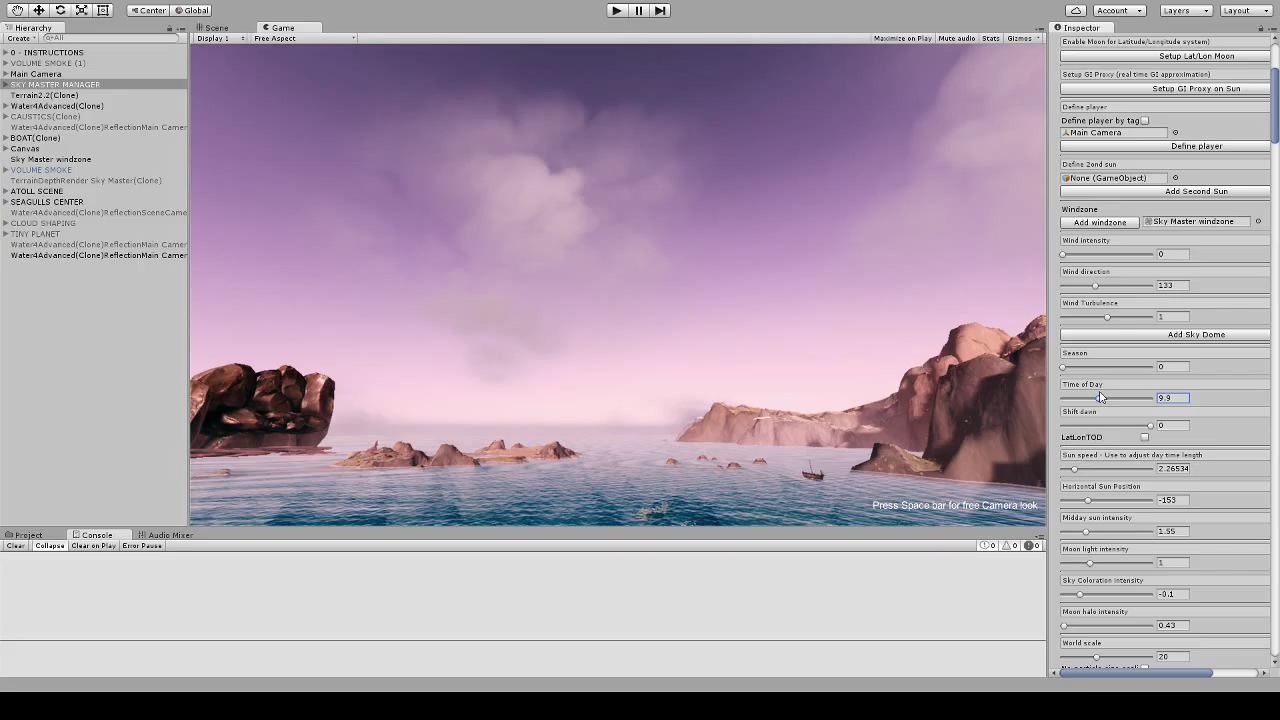 Center Global Account Layers Layout
Hierarchy
Create All
0 - INSTRUCTIONS
VOLUME SMOKE (1)
Main Camera
SKY MASTER MANAGER
Terrain2.2(Clone)
Water4Advanced(Clone)
CAUSTICS(Clone)
Water4Advanced(Clone)ReflectionMain Camer
BOAT(Clone)
Canvas
Sky Master windzone
VOLUME SMOKE
TerrainDepthRender Sky Master(Clone)
ATOLL SCENE
SEAGULLS CENTER
Water4Advanced(Clone)ReflectionSceneCame
CLOUD SHAPING
TINY PLANET
Water4Advanced(Clone)ReflectionMain Camer
Water4Advanced(Clone)ReflectionMain Camer
Scene Game
Display 1 Free Aspect Maximize on Play Mute audio Stats Gizmos
Press Space bar for free Camera look
Project Console Audio Mixer
Clear Collapse Clear on Play Error Pause 0 0 0
Inspector
Enable Moon for Latitude/Longitude system)
Setup Lat/Lon Moon
Setup GI Proxy (real time GI approximation)
Setup GI Proxy on Sun
Define player
Define player by tag
Main Camera
Define player
Define 2ond sun
None (GameObject)
Add Second Sun
Windzone
Add windzone Sky Master windzone
Wind Intensity
0
Wind direction
133
Wind Turbulence
1
Add Sky Dome
Season
0
Time of Day
9.9
Shift dawn
0
LatLonTOD
Sun speed - Use to adjust day time length
2.26534
Horizontal Sun Position
-153
Midday sun intensity
1.55
Moon light intensity
1
Sky Coloration intensity
-0.1
Moon halo intensity
0.43
World scale
20